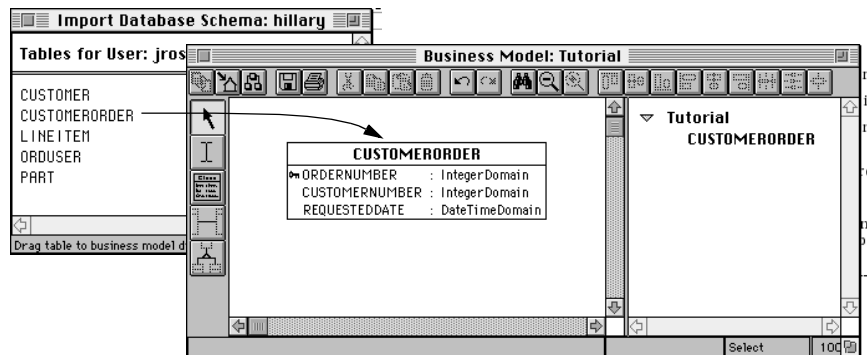 Import Database Schema: hillary
Tables for User: jros
CUSTOMER
CUSTOMERORDER
LINEITEM
ORDUSER
PART
Drag table to business model d
Business Model: Tutorial
CUSTOMERORDER
ORDERNUMBER : IntegerDomain
CUSTOMERNUMBER : IntegerDomain
REQUESTEDDATE : DateTimeDomain
Tutorial
CUSTOMERORDER
Select
100